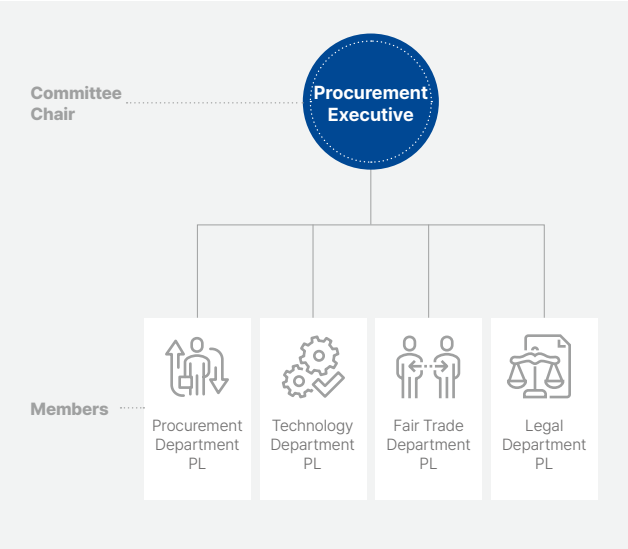 Committee
Chair
Procurement
Executive
Members
Procurement
Department
PL
Technology
Department
PL
Fair Trade
Department
PL
Legal
Department
PL